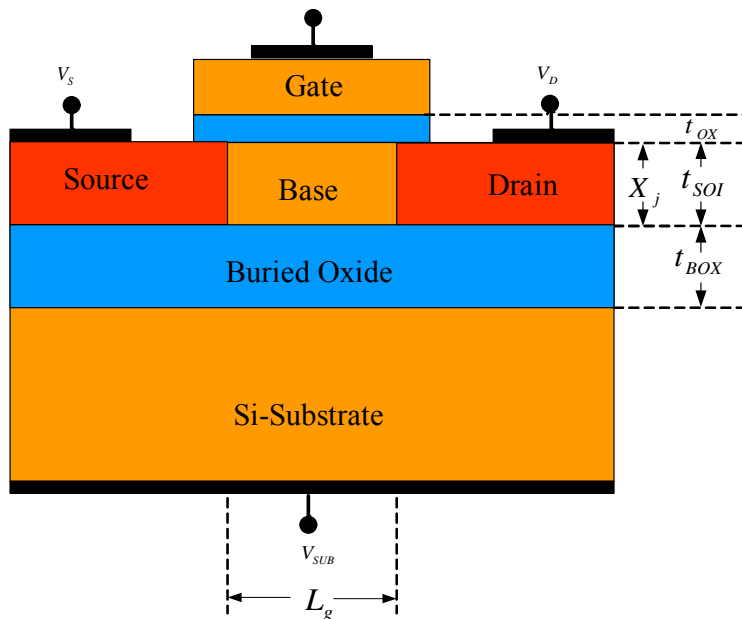 V_S
V_D
Gate
t_OX
Source
Base
Drain
X_j
t_SOI
Buried Oxide
t_BOX
Si-Substrate
V_SUB
L_g